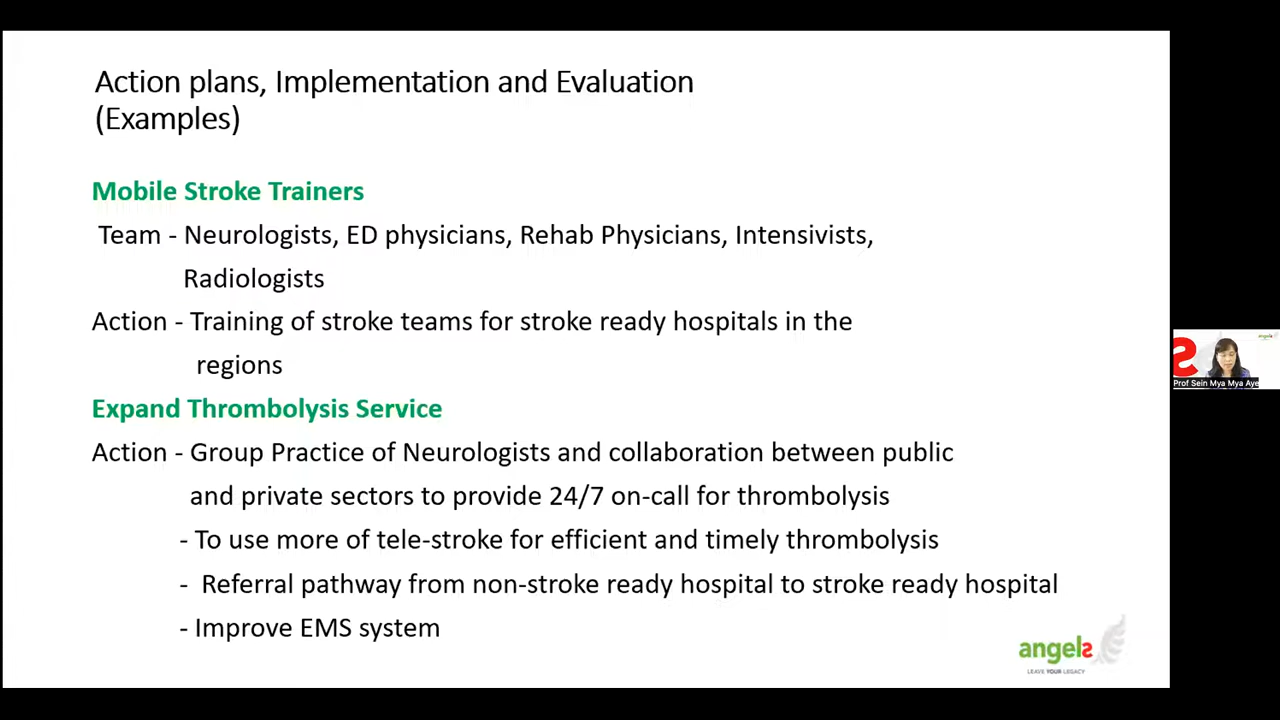 Action plans, Implementation and Evaluation
(Examples)
Mobile Stroke Trainers
Team - Neurologists, ED physicians, Rehab Physicians, Intensivists,
Radiologists
Action - Training of stroke teams for stroke ready hospitals in the
regions
Expand Thrombolysis Service
Action - Group Practice of Neurologists and collaboration between public
and private sectors to provide 24/7 on-call for thrombolysis
- To use more of tele-stroke for efficient and timely thrombolysis
- Referral pathway from non-stroke ready hospital to stroke ready hospital
- Improve EMS system
angels
LEAVE YOUR LEGACY
angels
Prof Sein Mya Mya Aye